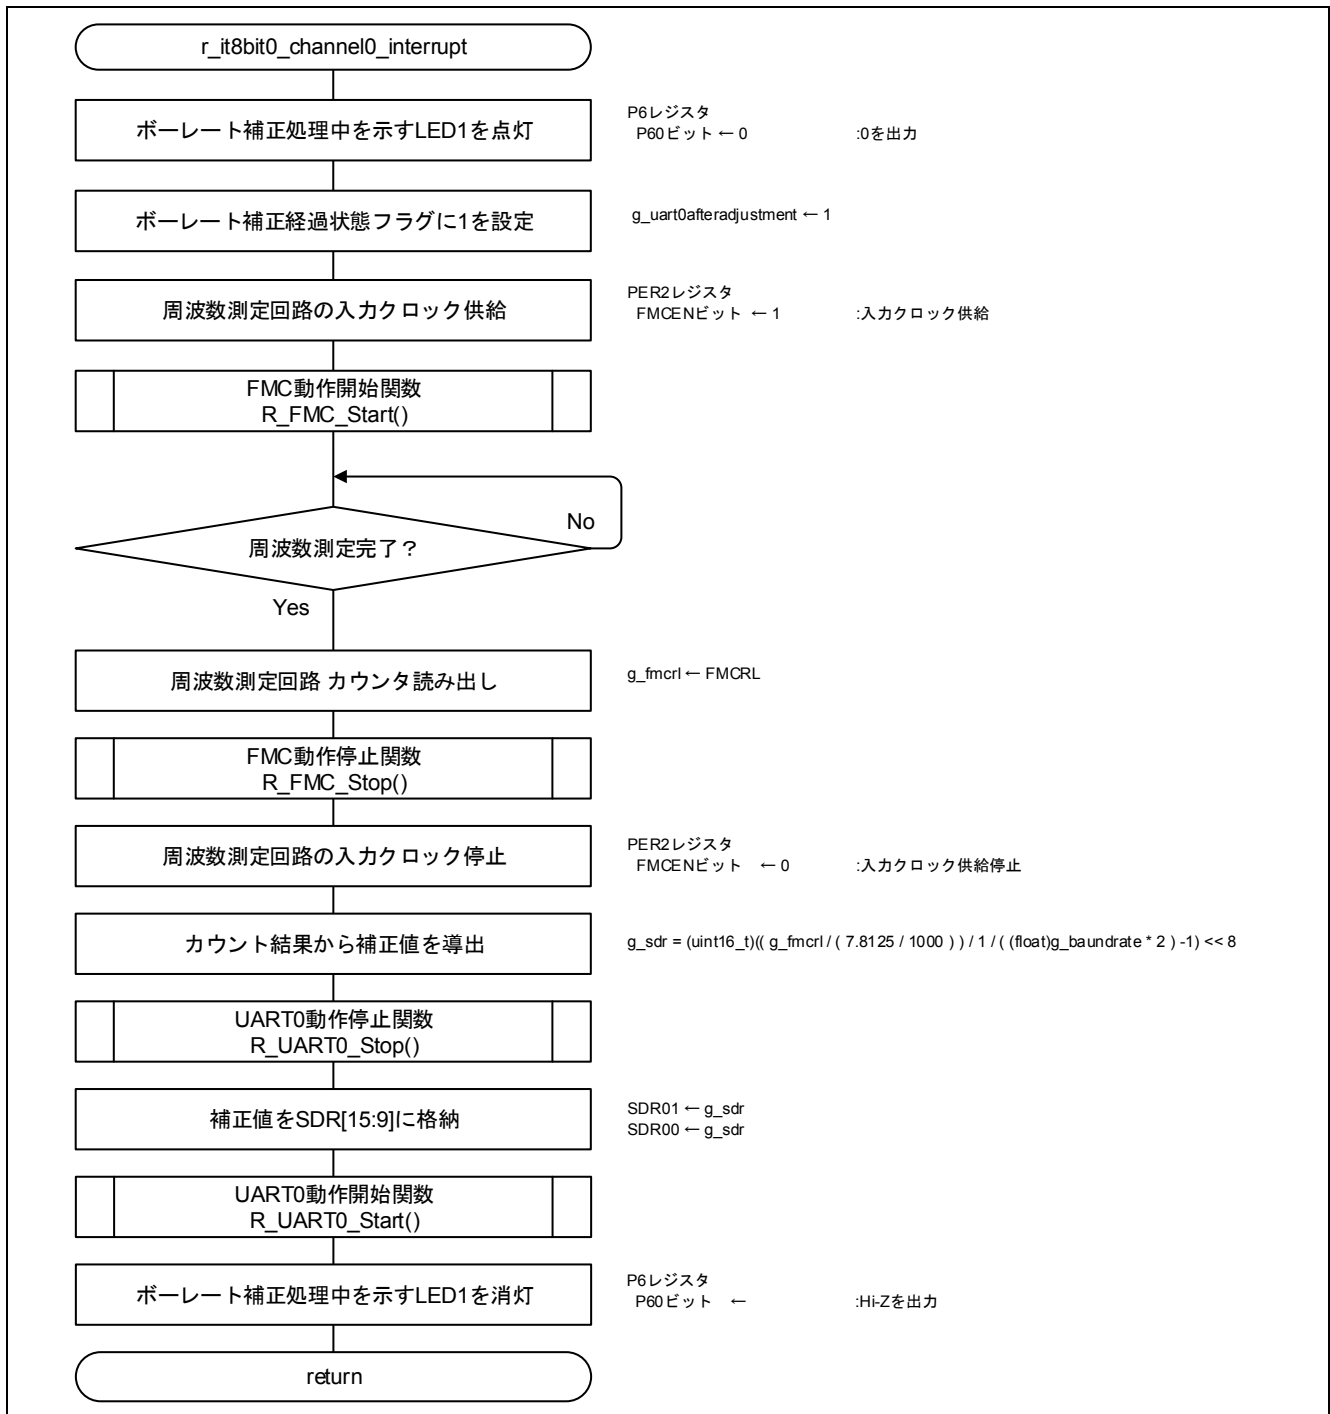 r_it8bit0_channel0_interrupt
ボーレート補正処理中を示すLED1を点灯
P6レジスタ
P60ビット ← 0 :0を出力
ボーレート補正経過状態フラグに1を設定
g_uart0afteradjustment ← 1
周波数測定回路の入力クロック供給
PER2レジスタ
FMCENビット ← 1 :入力クロック供給
FMC動作開始関数
R_FMC_Start()
No
周波数測定完了？
Yes
周波数測定回路 カウンタ読み出し
g_fmcrl ← FMCRL
FMC動作停止関数
R_FMC_Stop()
周波数測定回路の入力クロック停止
PER2レジスタ
FMCENビット ← 0 :入力クロック供給停止
カウント結果から補正値を導出
g_sdr = (uint16_t)(( g_fmcrl / ( 7.8125 / 1000 ) ) / 1 / ( (float)g_baundrate * 2 ) -1) << 8
UART0動作停止関数
R_UART0_Stop()
補正値をSDR[15:9]に格納
SDR01 ← g_sdr
SDR00 ← g_sdr
UART0動作開始関数
R_UART0_Start()
ボーレート補正処理中を示すLED1を消灯
P6レジスタ
P60ビット ← :Hi-Zを出力
return